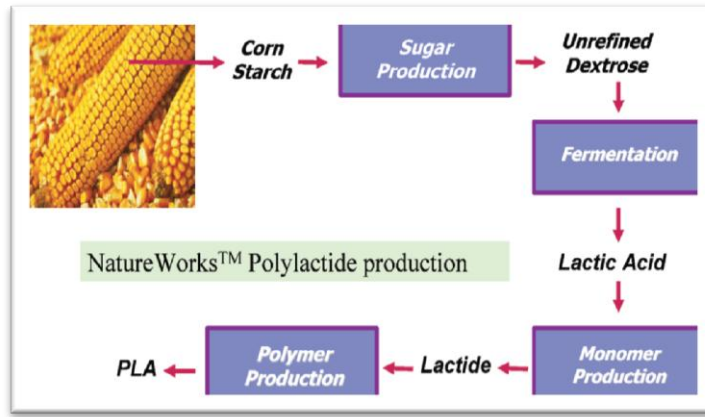 Corn
Starch
Sugar
Production
Unrefined
Dextrose
Fermentation
Lactic Acid
Monomer
Production
Lactide
Polymer
Production
PLA
NatureWorks™ Polylactide production